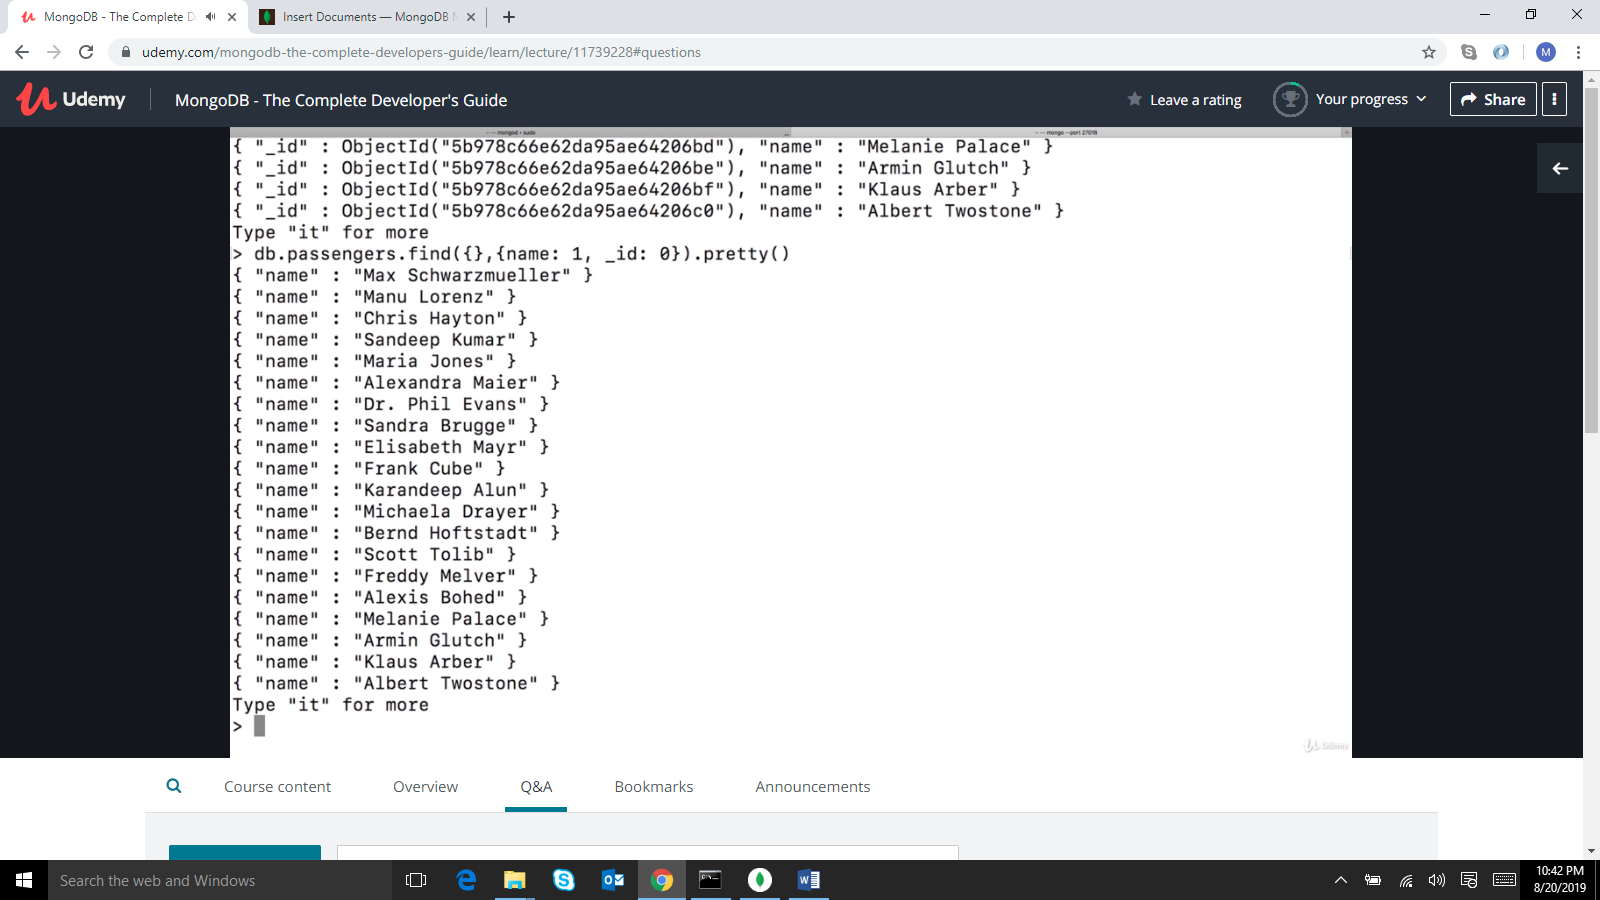 MongoDB - The Complete D
Insert Documents — MongoDB M
udemy.com/mongodb-the-complete-developers-guide/learn/lecture/11739228#questions
M
Udemy
MongoDB - The Complete Developer's Guide
Leave a rating
Your progress
Share
-- -- mongod • sudo
-- -- mongo --port 27018
{ "_id" : ObjectId("5b978c66e62da95ae64206bd"), "name" : "Melanie Palace" }
{ "_id" : ObjectId("5b978c66e62da95ae64206be"), "name" : "Armin Glutch" }
{ "_id" : ObjectId("5b978c66e62da95ae64206bf"), "name" : "Klaus Arber" }
{ "_id" : ObjectId("5b978c66e62da95ae64206c0"), "name" : "Albert Twostone" }
Type "it" for more
> db.passengers.find({},{name: 1, _id: 0}).pretty()
{ "name" : "Max Schwarzmueller" }
{ "name" : "Manu Lorenz" }
{ "name" : "Chris Hayton" }
{ "name" : "Sandeep Kumar" }
{ "name" : "Maria Jones" }
{ "name" : "Alexandra Maier" }
{ "name" : "Dr. Phil Evans" }
{ "name" : "Sandra Brugge" }
{ "name" : "Elisabeth Mayr" }
{ "name" : "Frank Cube" }
{ "name" : "Karandeep Alun" }
{ "name" : "Michaela Drayer" }
{ "name" : "Bernd Hoftstadt" }
{ "name" : "Scott Tolib" }
{ "name" : "Freddy Melver" }
{ "name" : "Alexis Bohed" }
{ "name" : "Melanie Palace" }
{ "name" : "Armin Glutch" }
{ "name" : "Klaus Arber" }
{ "name" : "Albert Twostone" }
Type "it" for more
>
Udemy
Course content
Overview
Q&A
Bookmarks
Announcements
Search the web and Windows
10:42 PM
8/20/2019